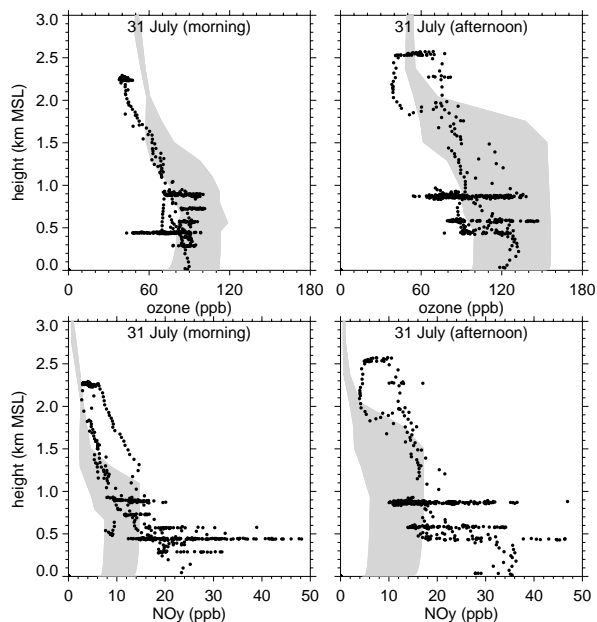 31 July (morning)
31 July (afternoon)
3.0
2.5
2.0
1.5
1.0
0.5
0.0
height (km MSL)
0 60 120 180
0 60 120 180
ozone (ppb)
ozone (ppb)
31 July (morning)
31 July (afternoon)
3.0
2.5
2.0
1.5
1.0
0.5
0.0
height (km MSL)
0 10 20 30 40 50
0 10 20 30 40 50
NOy (ppb)
NOy (ppb)